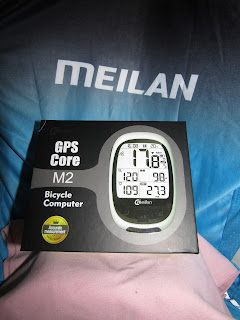 MEILAN
GPS
Core
M2
Bicycle
Computer
17.8
120 98
109 27.3
meilan